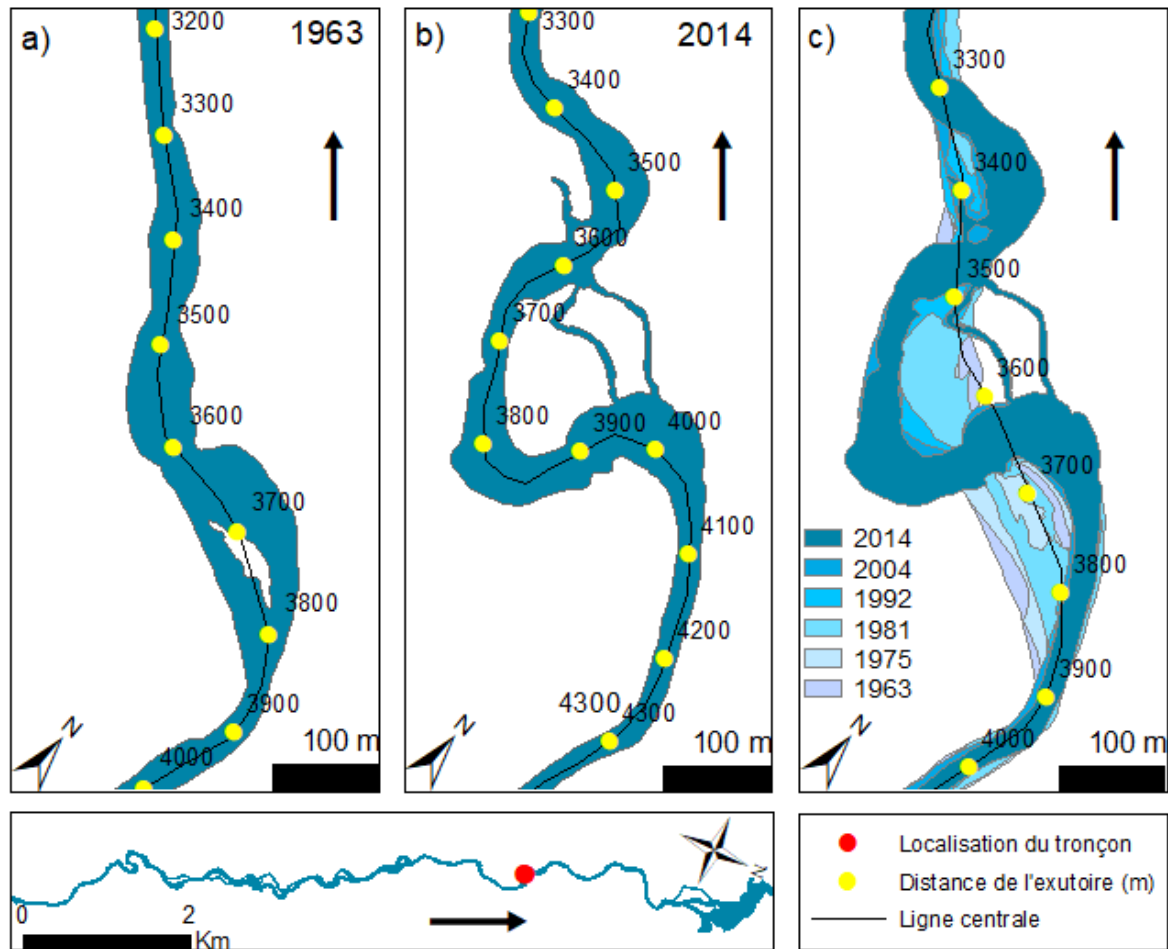 a)
1963
3200
3300
3400
3500
3600
3700
3800
3900
4000
N
100 m
b)
2014
3300
3400
3500
3600
3700
3800
3900
4000
4100
4200
4300
4300
N
100 m
c)
3300
3400
3500
3600
3700
3800
3900
4000
2014
2004
1992
1981
1975
1963
N
100 m
0
2
Km
N
Localisation du tronçon
Distance de l'exutoire (m)
Ligne centrale